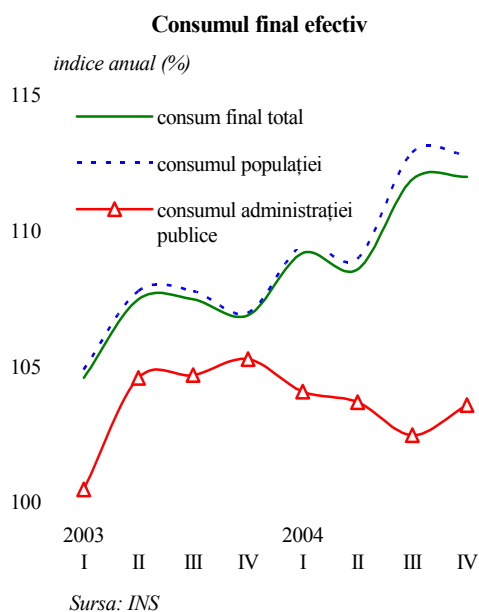 Consumul final efectiv
indice anual (%)
115
consum final total
consumul populației
consumul administrației
publice
110
105
100
2003 2004
I II III IV I II III IV
Sursa: INS